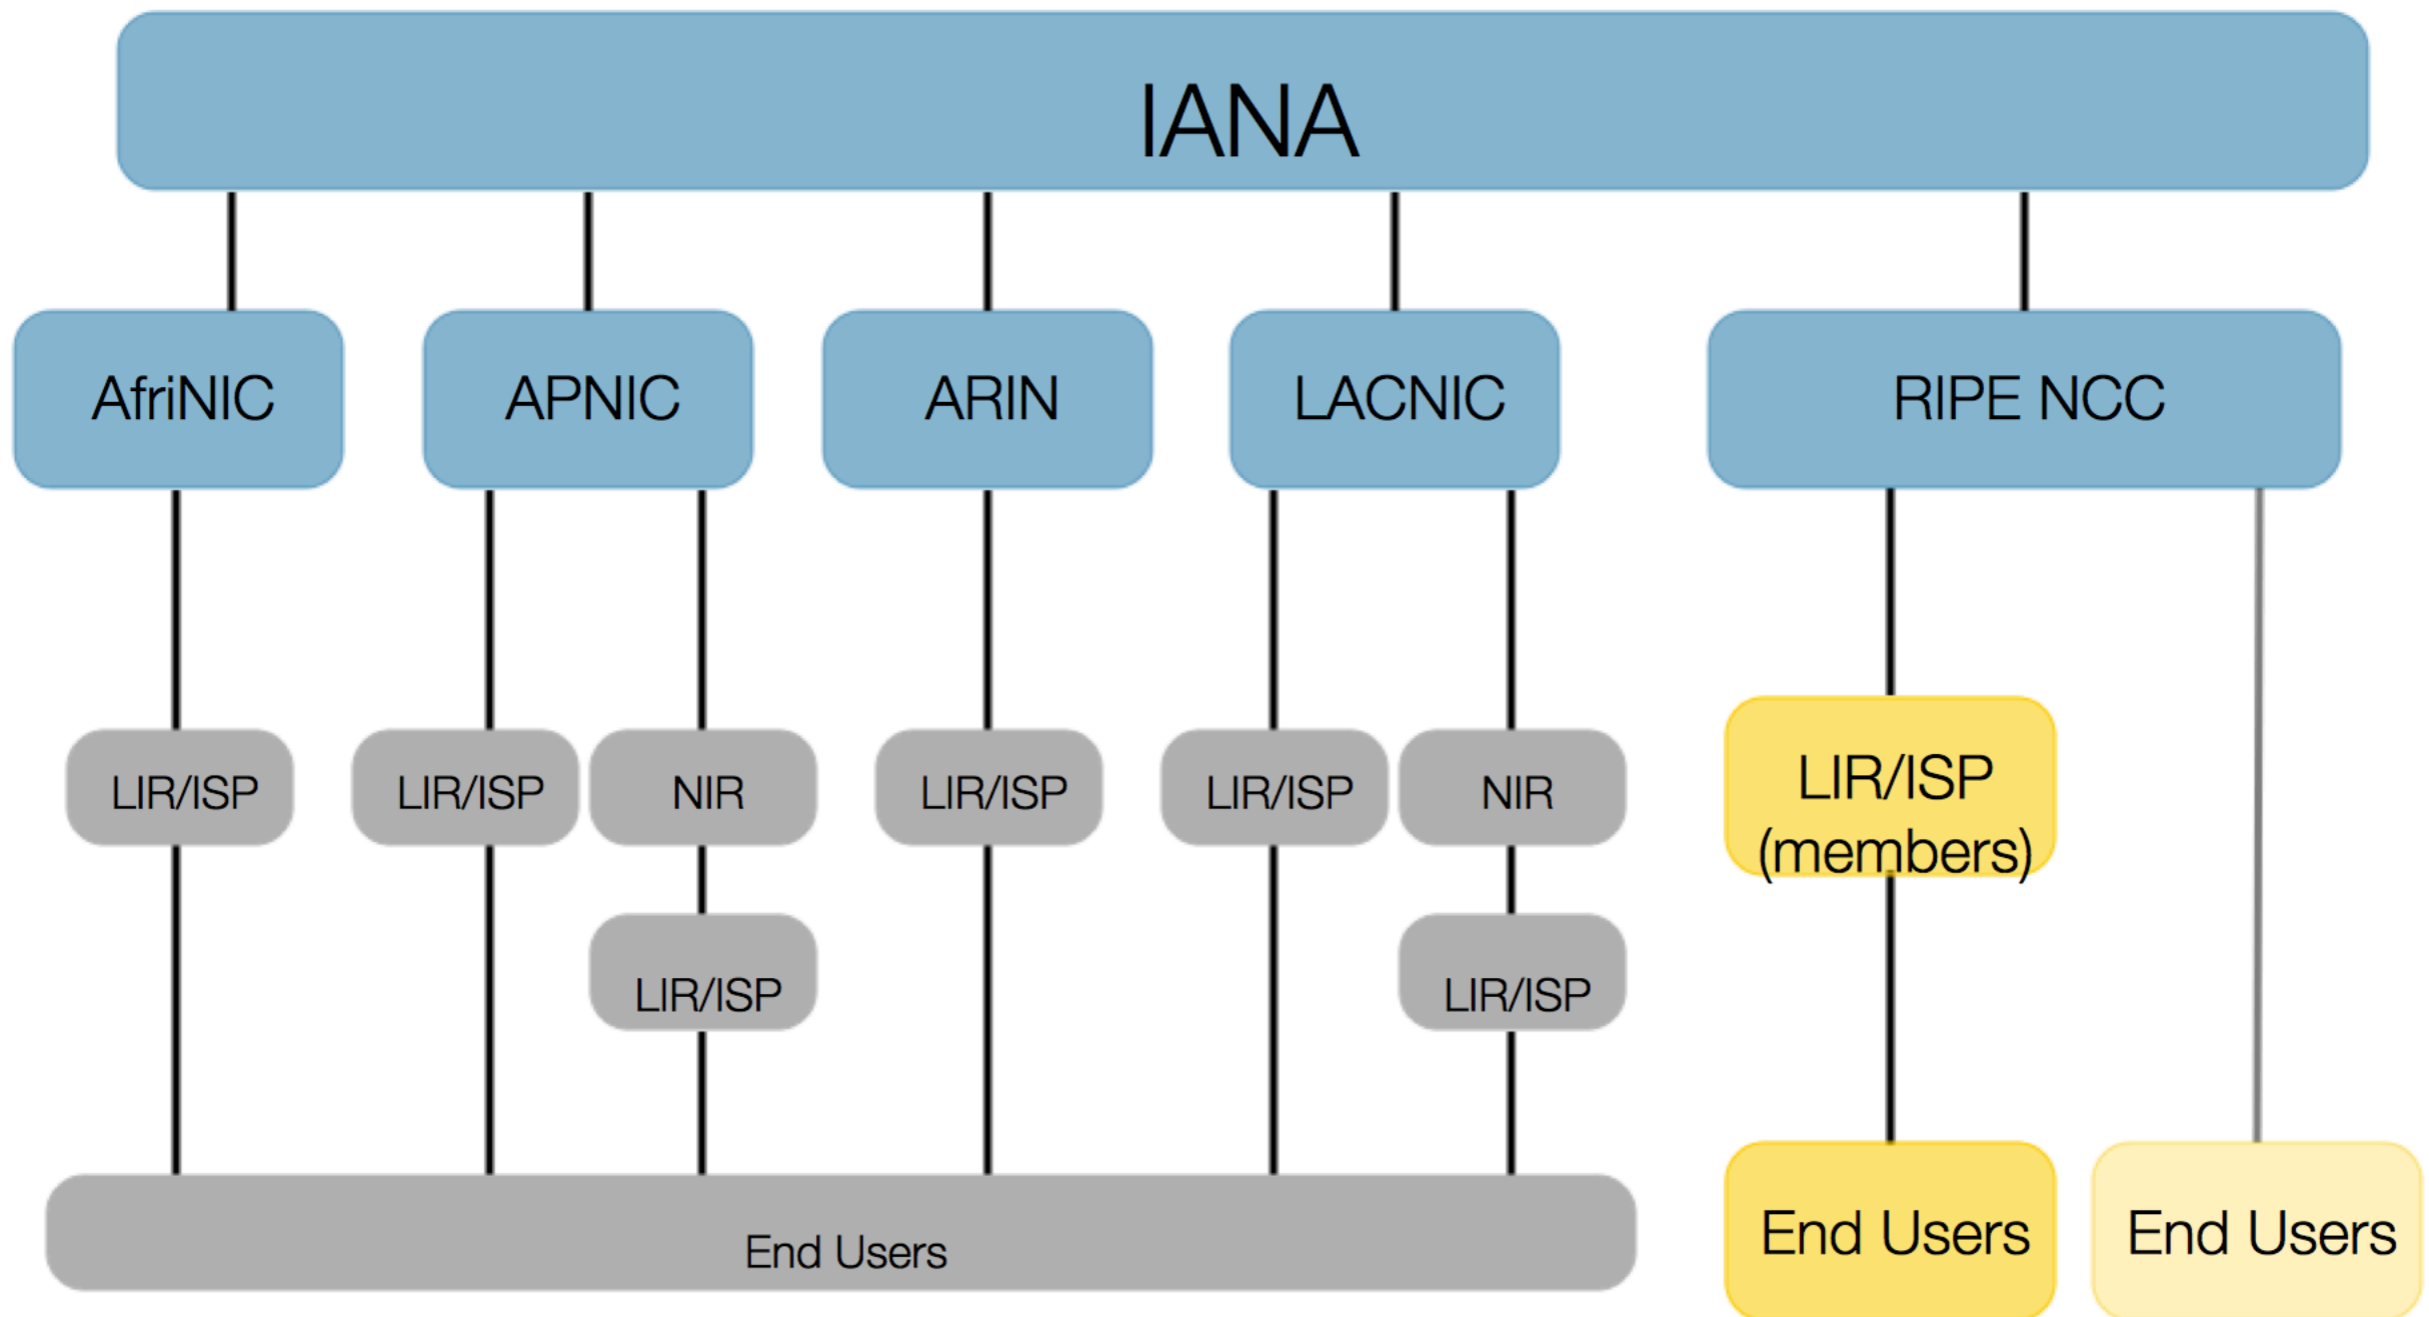 IANA
AfriNIC
APNIC
ARIN
LACNIC
RIPE NCC
LIR/ISP
LIR/ISP
NIR
LIR/ISP
LIR/ISP
NIR
LIR/ISP
(members)
LIR/ISP
LIR/ISP
End Users
End Users
End Users